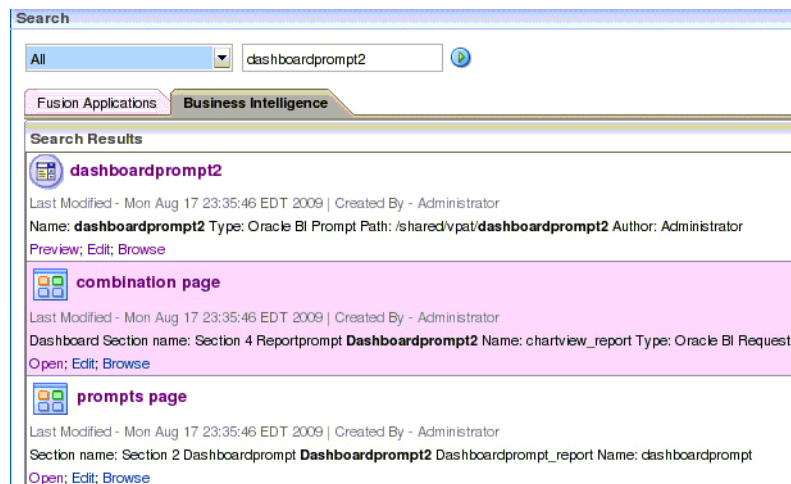 Search
All dashboardprompt2
Fusion Applications Business Intelligence
Search Results
dashboardprompt2
Last Modified - Mon Aug 17 23:35:46 EDT 2009 | Created By - Administrator
Name: dashboardprompt2 Type: Oracle BI Prompt Path: /shared/vpat/dashboardprompt2 Author: Administrator
Preview; Edit; Browse
combination page
Last Modified - Mon Aug 17 23:35:46 EDT 2009 | Created By - Administrator
Dashboard Section name: Section 4 Reportprompt Dashboardprompt2 Name: chartview_report Type: Oracle BI Request
Open; Edit; Browse
prompts page
Last Modified - Mon Aug 17 23:35:46 EDT 2009 | Created By - Administrator
Section name: Section 2 Dashboardprompt Dashboardprompt2 Dashboardprompt_report Name: dashboardprompt
Open; Edit; Browse